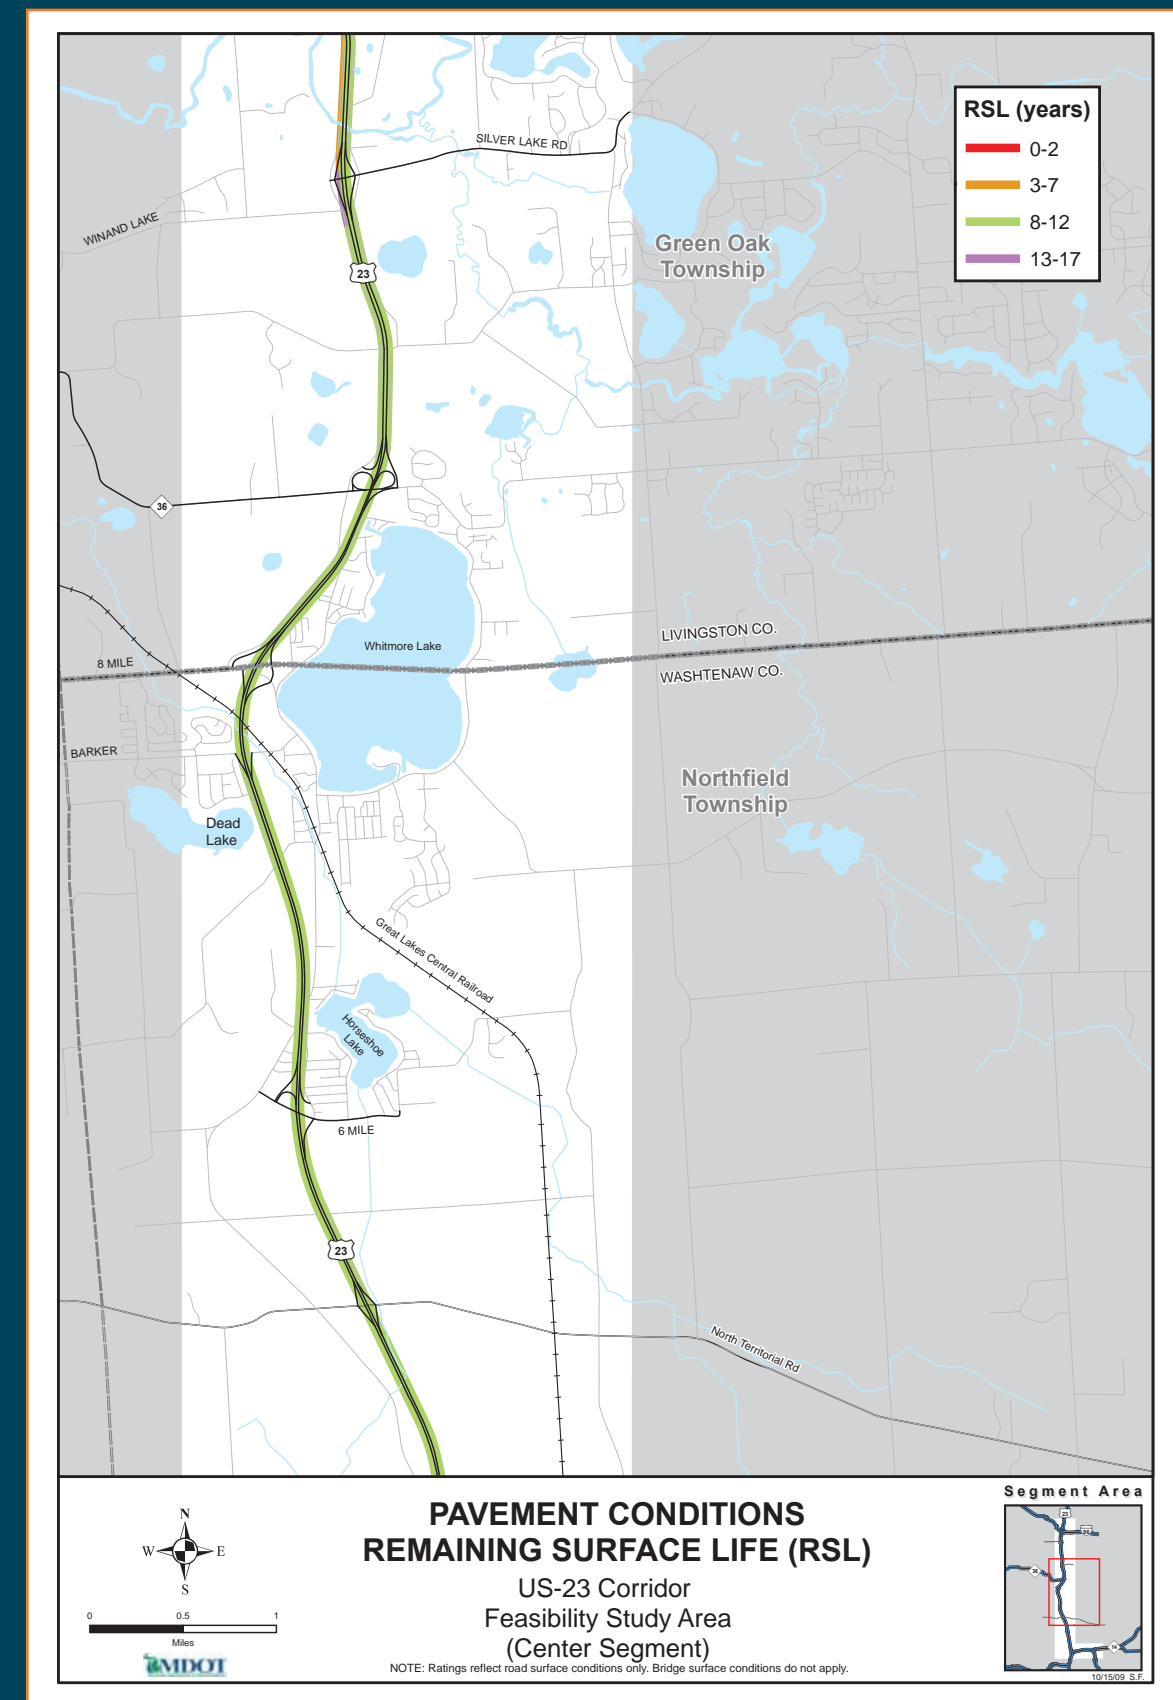 RSL (years)
0-2
3-7
8-12
13-17
SILVER LAKE RD
WINAND LAKE
Green Oak
Township
23
36
Whitmore Lake
LIVINGSTON CO.
WASHTENAW CO.
8 MILE
BARKER
Northfield
Township
Dead
Lake
Great Lakes Central Railroad
Horseshoe
Lake
6 MILE
23
North Territorial Rd
PAVEMENT CONDITIONS
REMAINING SURFACE LIFE (RSL)
US-23 Corridor
Feasibility Study Area
(Center Segment)
NOTE: Ratings reflect road surface conditions only. Bridge surface conditions do not apply.
N
W
E
S
0
0.5
1
Miles
MDOT
Segment Area
23
36
14
10/15/09 S.F.